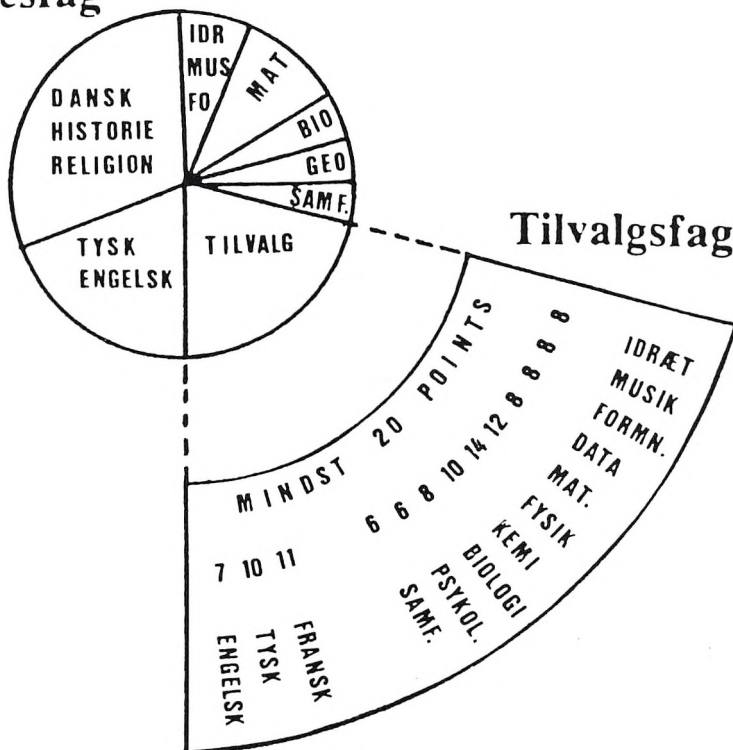 esfag
IDR
MUS
FO
MAT
BIO
GEO
SAMF.
DANSK
HISTORIE
RELIGION
TYSK
ENGELSK
TILVALG
Tilvalgsfag
MINDST 20 POINTS
7 10 11 6 6 8 10 14 12 8 8 8 8
ENGELSK
TYSK
FRANSK
SAMF.
PSYKOL.
BIOLOGI
KEMI
FYSIK
MAT.
DATA
FORMN.
MUSIK
IDRÆT